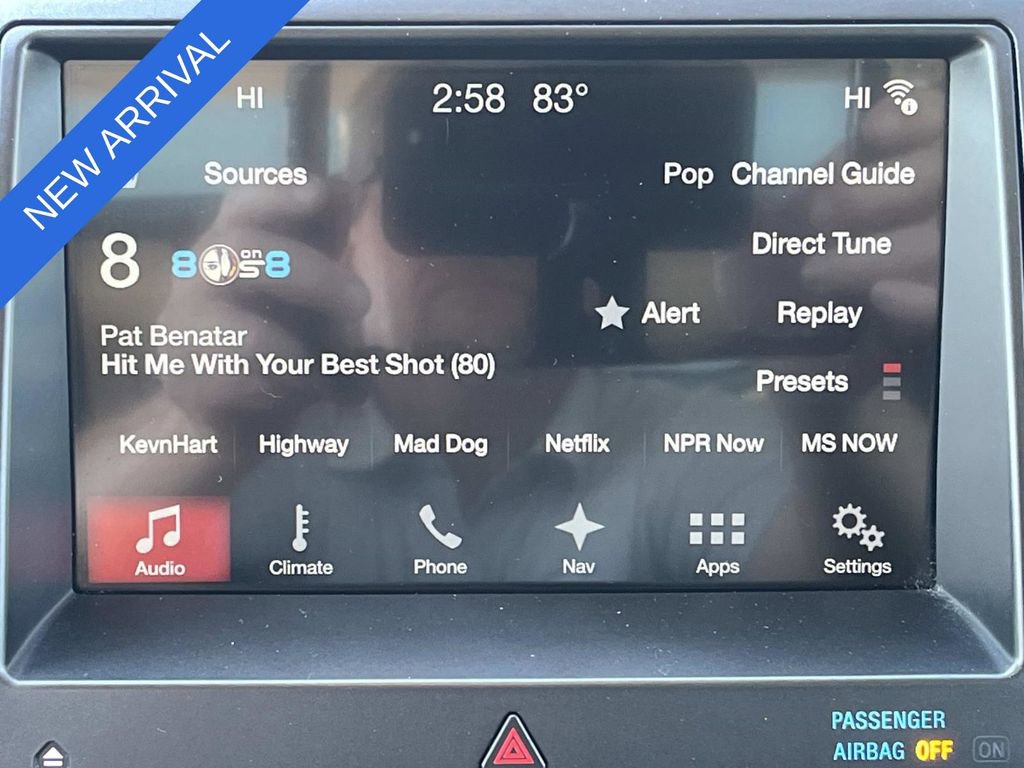 NEW ARRIVAL
HI 2:58 83° HI
Sources Pop Channel Guide
8 80s on 8 Direct Tune
Alert Replay
Pat Benatar
Hit Me With Your Best Shot (80)
Presets
KevnHart Highway Mad Dog Netflix NPR Now MS NOW
Audio Climate Phone Nav Apps Settings
PASSENGER
AIRBAG OFF ON